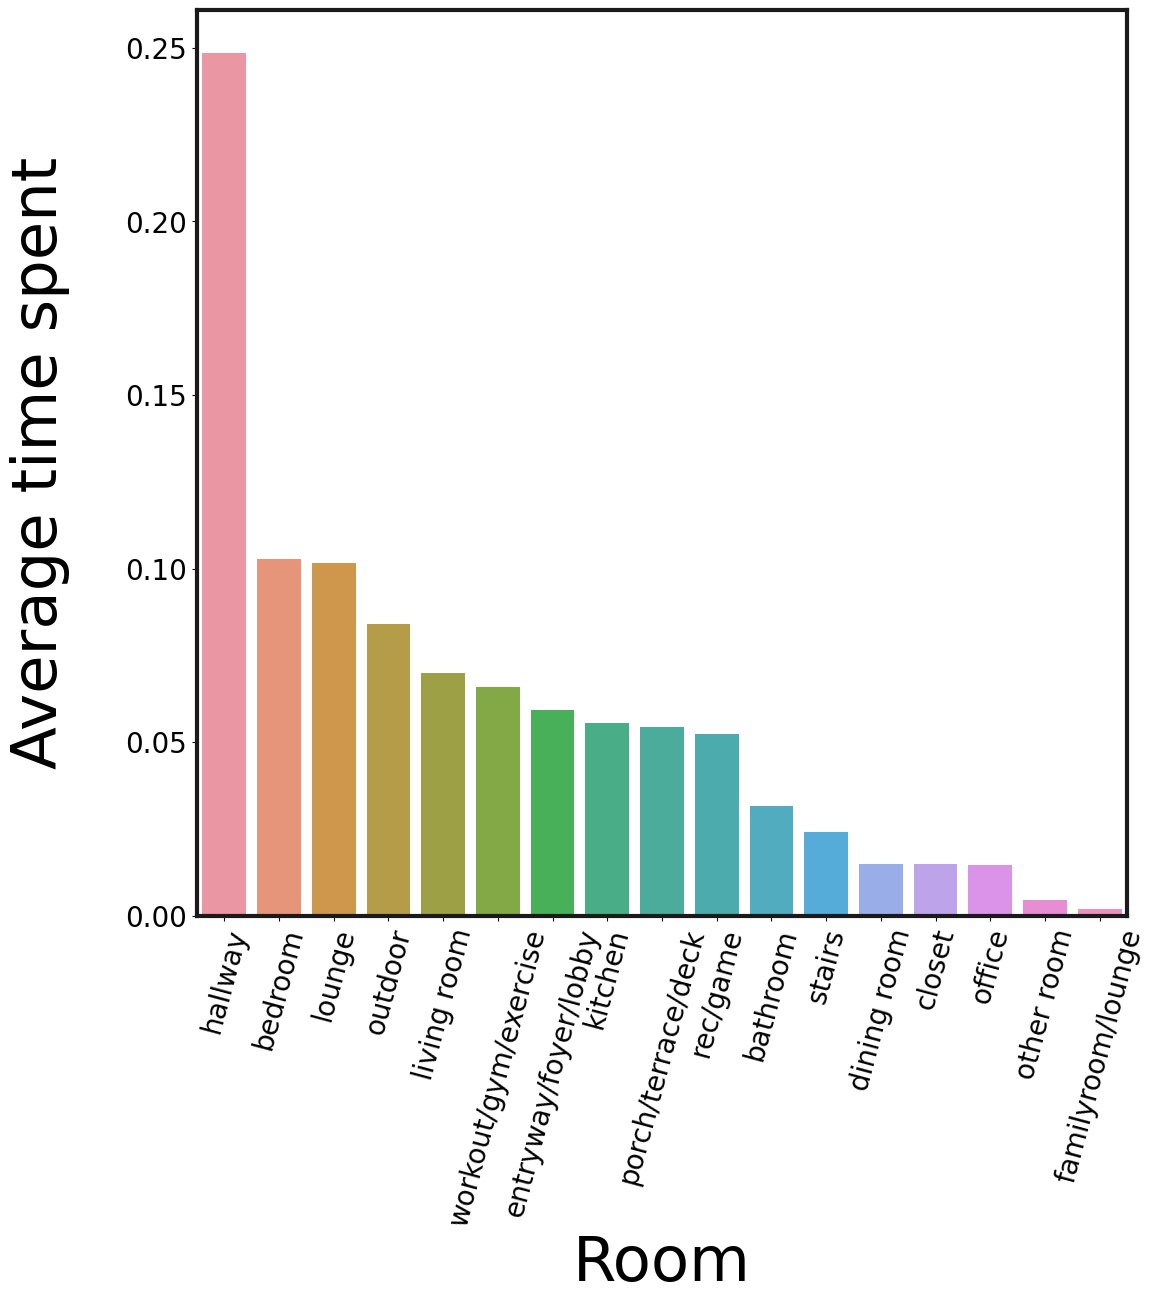 Average time spent
0.25
0.20
0.15
0.10
0.05
0.00
hallway
bedroom
lounge
outdoor
living room
workout/gym/exercise
entryway/foyer/lobby
kitchen
porch/terrace/deck
rec/game
bathroom
stairs
dining room
closet
office
other room
familyroom/lounge
Room